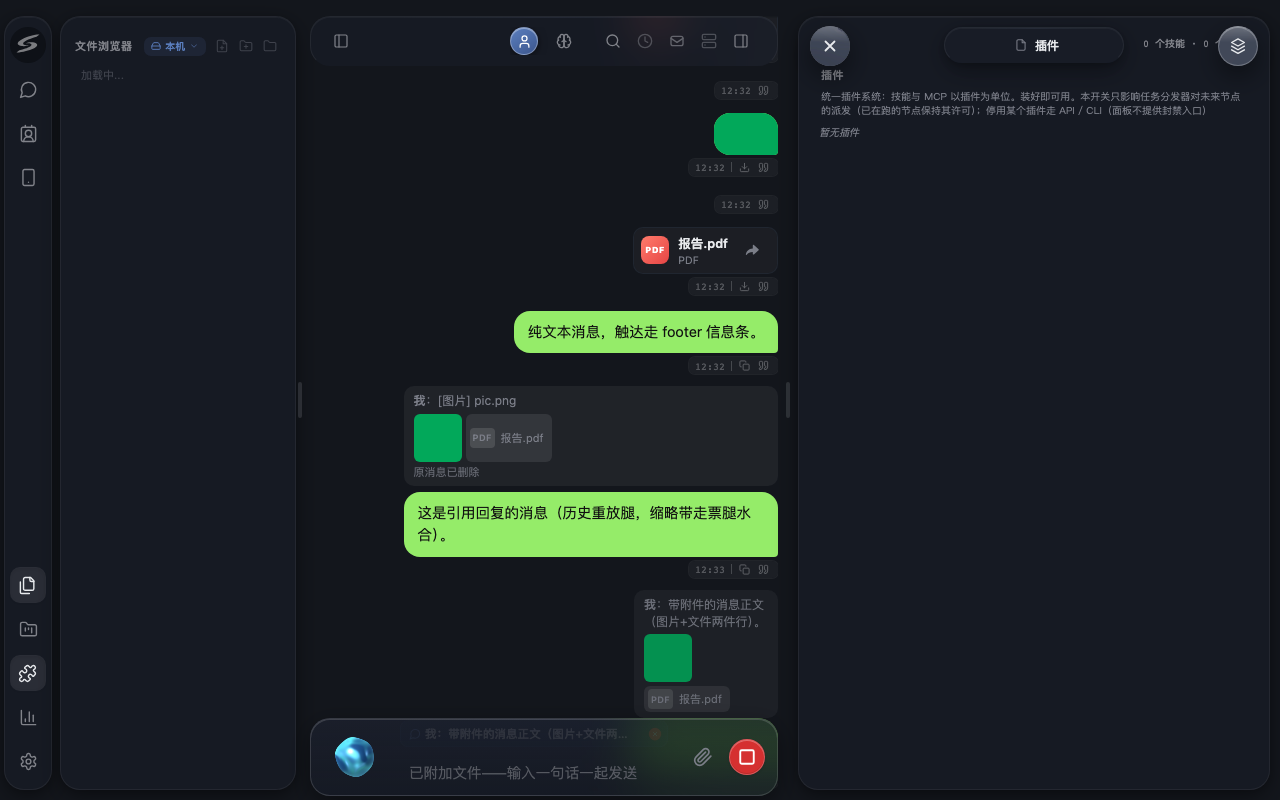 文件浏览器
本机
加载中...
12:32
12:32
12:32
PDF
报告.pdf
PDF
12:32
纯文本消息，触达走 footer 信息条。
12:32
我：[图片] pic.png
PDF
报告.pdf
原消息已删除
这是引用回复的消息（历史重放腿，缩略带走票腿水
合）。
12:33
我：带附件的消息正文
（图片+文件两件行）。
PDF
报告.pdf
我：带附件的消息正文（图片+文件两...
已附加文件——输入一句话一起发送
插件
0 个技能 · 0
插件
统一插件系统：技能与 MCP 以插件为单位。装好即可用。本开关只影响任务分发器对未来节点
的派发（已在跑的节点保持其许可）；停用某个插件走 API / CLI（面板不提供封禁入口）
暂无插件